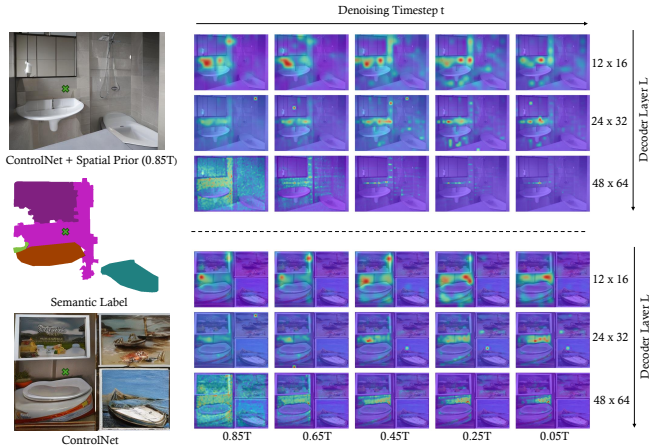 Denoising Timestep t
12 x 16
24 x 32
48 x 64
Decoder Layer L
ControlNet + Spatial Prior (0.85T)
Semantic Label
12 x 16
24 x 32
48 x 64
Decoder Layer L
ControlNet
0.85T 0.65T 0.45T 0.25T 0.05T